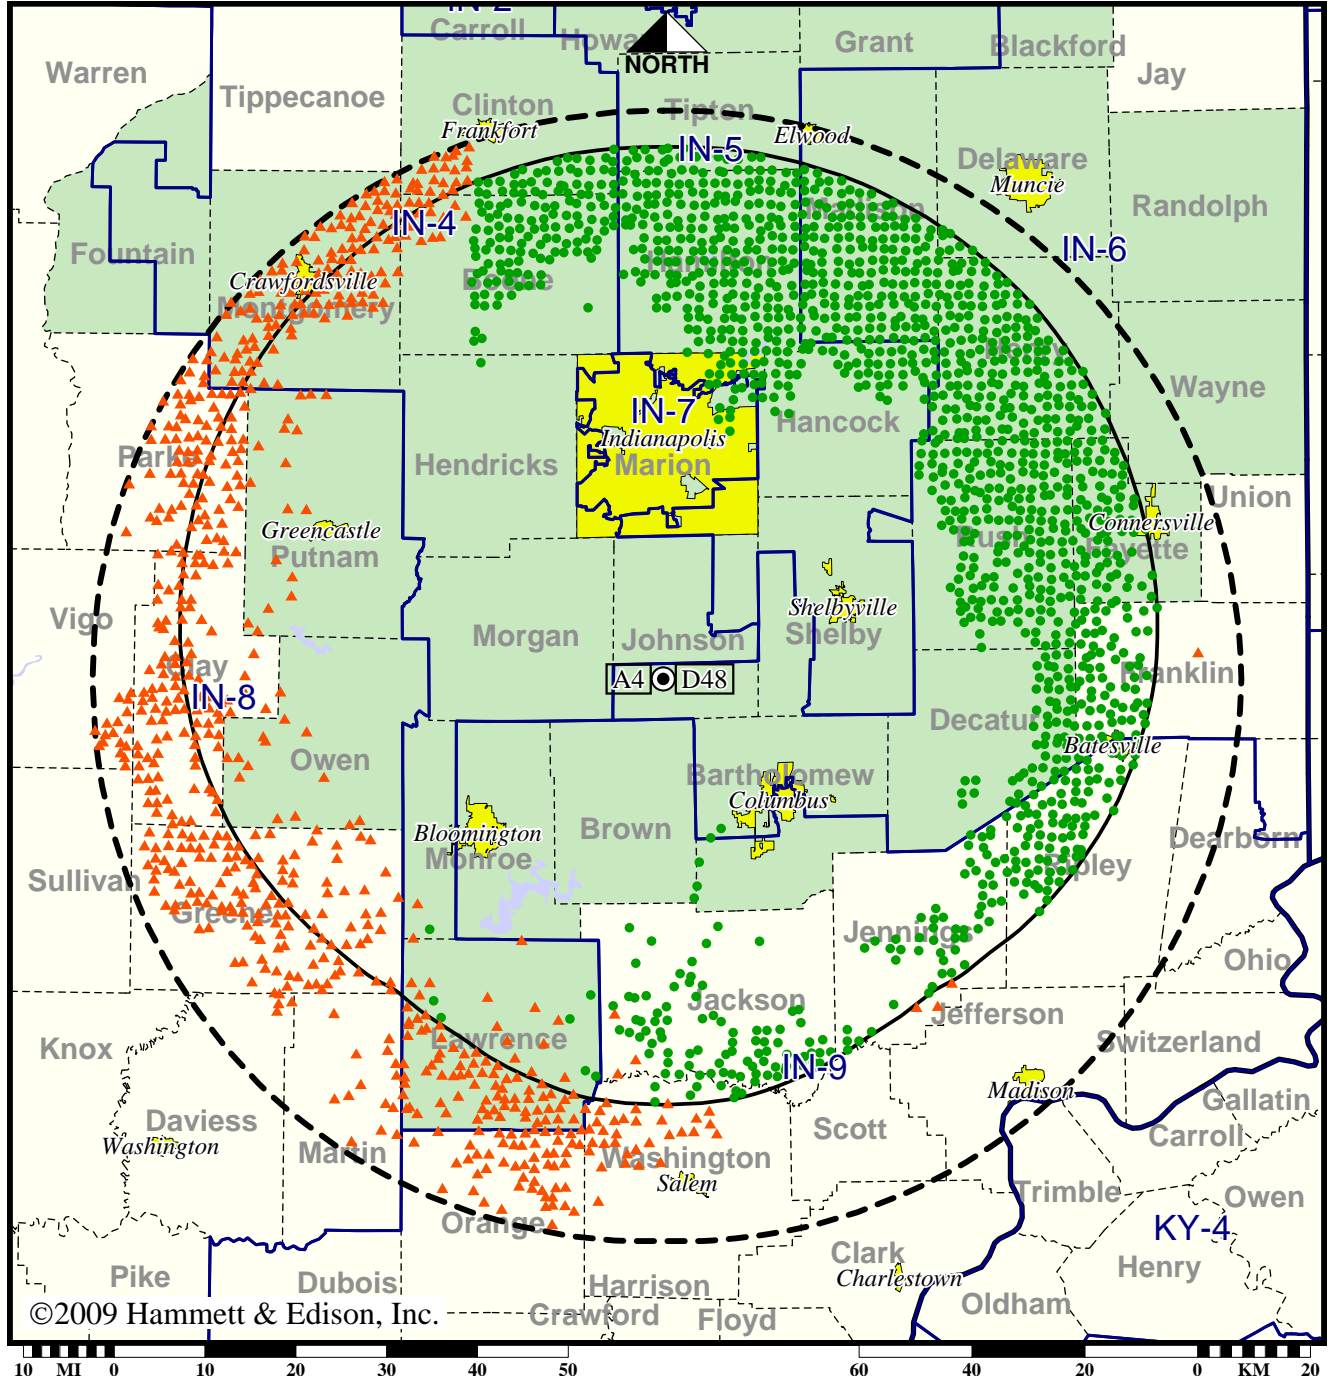 IN-2
Carroll
Howa
Grant
Blackford
Warren
NORTH
Jay
Tippecanoe
Clinton
Tipton
Frankfort
Elwood
IN-5
Delaware
Muncie
Randolph
Madison
IN-4
IN-6
Fountain
Hamilton
Boone
Crawfordsville
Montgomery
Henry
Wayne
IN-7
Hancock
Indianapolis
Parke
Hendricks
Marion
Union
Greencastle
Connersville
Putnam
Rush
Fayette
Vigo
Shelbyville
Morgan
Johnson
Shelby
Clay
Franklin
A4
D48
IN-8
Decatur
Batesville
Owen
Bartholomew
Columbus
Bloomington
Brown
Dearborn
Monroe
Ripley
Sullivan
Greene
Jennings
Ohio
Jackson
Jefferson
Lawrence
Switzerland
Knox
IN-9
Madison
Gallatin
Daviess
Scott
Carroll
Washington
Martin
Washington
Salem
Trimble
Owen
Orange
KY-4
Clark
Henry
Pike
Dubois
Harrison
Charlestown
Oldham
Crawford
Floyd
©2009 Hammett & Edison, Inc.
10 MI 0 10 20 30 40 50 60 40 20 0 KM 20